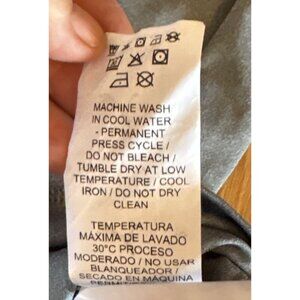 MACHINE WASH
IN COOL WATER
- PERMANENT
PRESS CYCLE /
DO NOT BLEACH /
TUMBLE DRY AT LOW
TEMPERATURE / COOL
IRON / DO NOT DRY
CLEAN
TEMPERATURA
MÁXIMA DE LAVADO
30°C PROCESO
MODERADO / NO USAR
BLANQUEADOR /
SECADO EN MÁQUINA